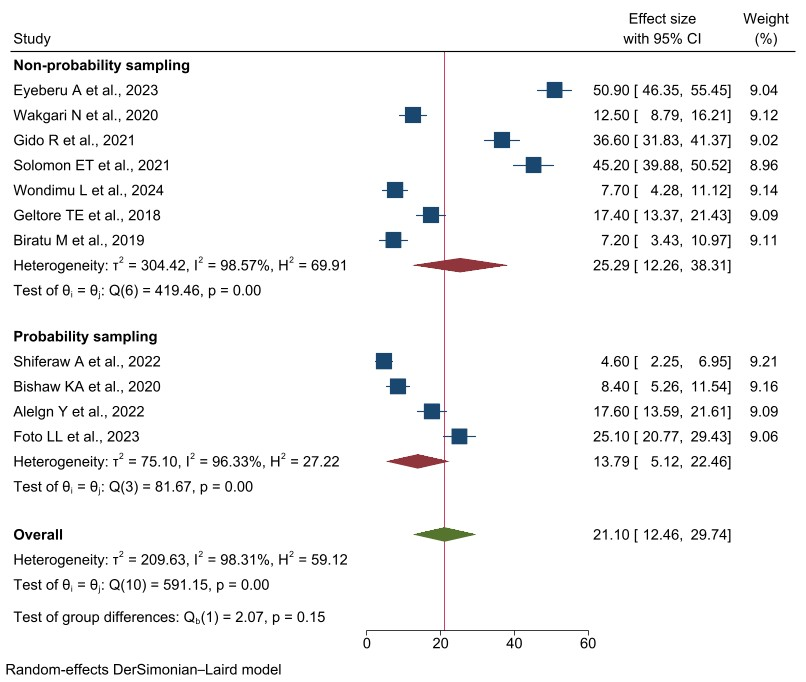 Effect size Weight
Study with 95% CI (%)
Non-probability sampling
Eyeberu A et al., 2023 50.90 [ 46.35, 55.45] 9.04
Wakgari N et al., 2020 12.50 [ 8.79, 16.21] 9.12
Gido R et al., 2021 36.60 [ 31.83, 41.37] 9.02
Solomon ET et al., 2021 45.20 [ 39.88, 50.52] 8.96
Wondimu L et al., 2024 7.70 [ 4.28, 11.12] 9.14
Geltore TE et al., 2018 17.40 [ 13.37, 21.43] 9.09
Biratu M et al., 2019 7.20 [ 3.43, 10.97] 9.11
Heterogeneity: τ² = 304.42, I² = 98.57%, H² = 69.91 25.29 [ 12.26, 38.31]
Test of θᵢ = θⱼ: Q(6) = 419.46, p = 0.00
Probability sampling
Shiferaw A et al., 2022 4.60 [ 2.25, 6.95] 9.21
Bishaw KA et al., 2020 8.40 [ 5.26, 11.54] 9.16
Alelgn Y et al., 2022 17.60 [ 13.59, 21.61] 9.09
Foto LL et al., 2023 25.10 [ 20.77, 29.43] 9.06
Heterogeneity: τ² = 75.10, I² = 96.33%, H² = 27.22 13.79 [ 5.12, 22.46]
Test of θᵢ = θⱼ: Q(3) = 81.67, p = 0.00
Overall 21.10 [ 12.46, 29.74]
Heterogeneity: τ² = 209.63, I² = 98.31%, H² = 59.12
Test of θᵢ = θⱼ: Q(10) = 591.15, p = 0.00
Test of group differences: Q_b(1) = 2.07, p = 0.15
0 20 40 60
Random-effects DerSimonian–Laird model